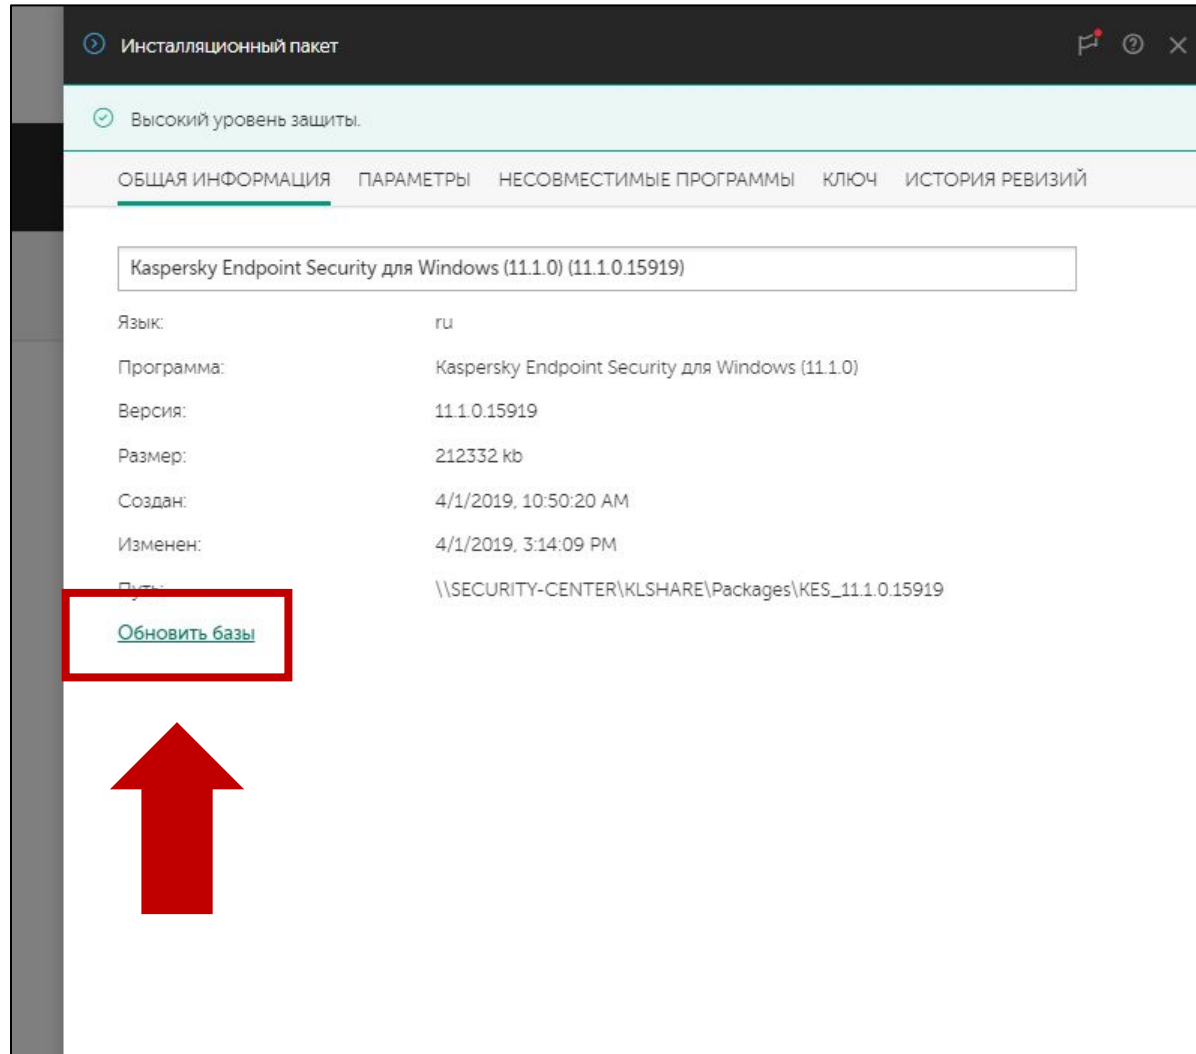 Инсталляционный пакет
Высокий уровень защиты.
ОБЩАЯ ИНФОРМАЦИЯ ПАРАМЕТРЫ НЕСОВМЕСТИМЫЕ ПРОГРАММЫ КЛЮЧ ИСТОРИЯ РЕВИЗИЙ
Kaspersky Endpoint Security для Windows (11.1.0) (11.1.0.15919)
Язык: ru
Программа: Kaspersky Endpoint Security для Windows (11.1.0)
Версия: 11.1.0.15919
Размер: 212332 kb
Создан: 4/1/2019, 10:50:20 AM
Изменен: 4/1/2019, 3:14:09 PM
Путь: \\SECURITY-CENTER\KLSHARE\Packages\KES_11.1.0.15919
Обновить базы